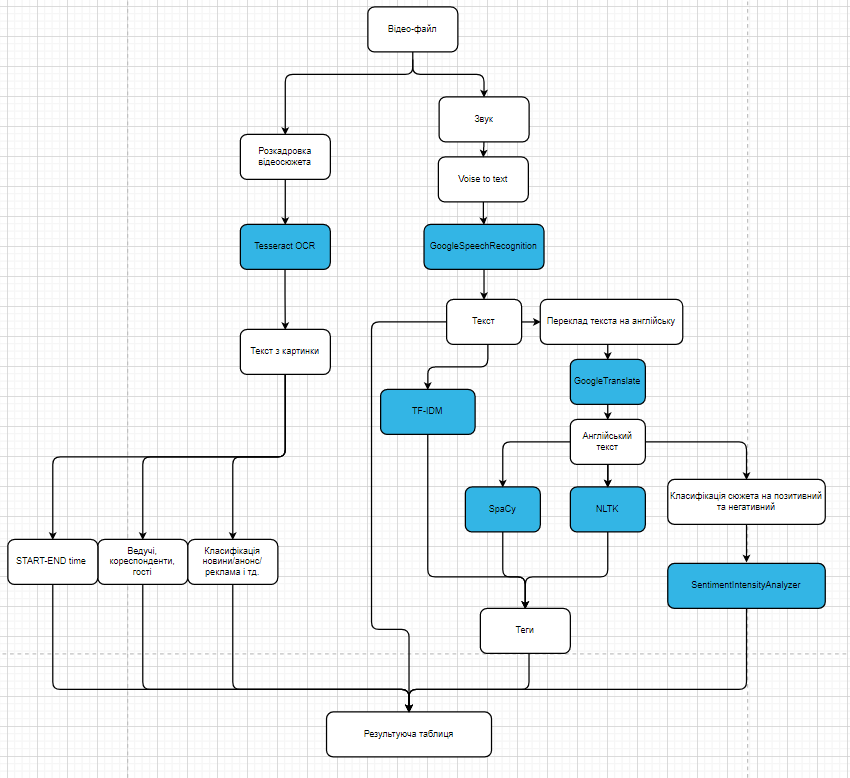 Відео-файл
Звук
Розкадровка
відеосюжета
Voise to text
Tesseract OCR
GoogleSpeechRecognition
Текст
Переклад текста на англійську
Текст з картинки
GoogleTranslate
TF-IDM
Англійський
текст
SpaCy
NLTK
Класифікація сюжета на позитивний
та негативний
START-END time
Ведучі,
кореспонденти,
гості
Класифікація
новини/анонс/
реклама і тд.
SentimentIntensityAnalyzer
Теги
Результуюча таблиця